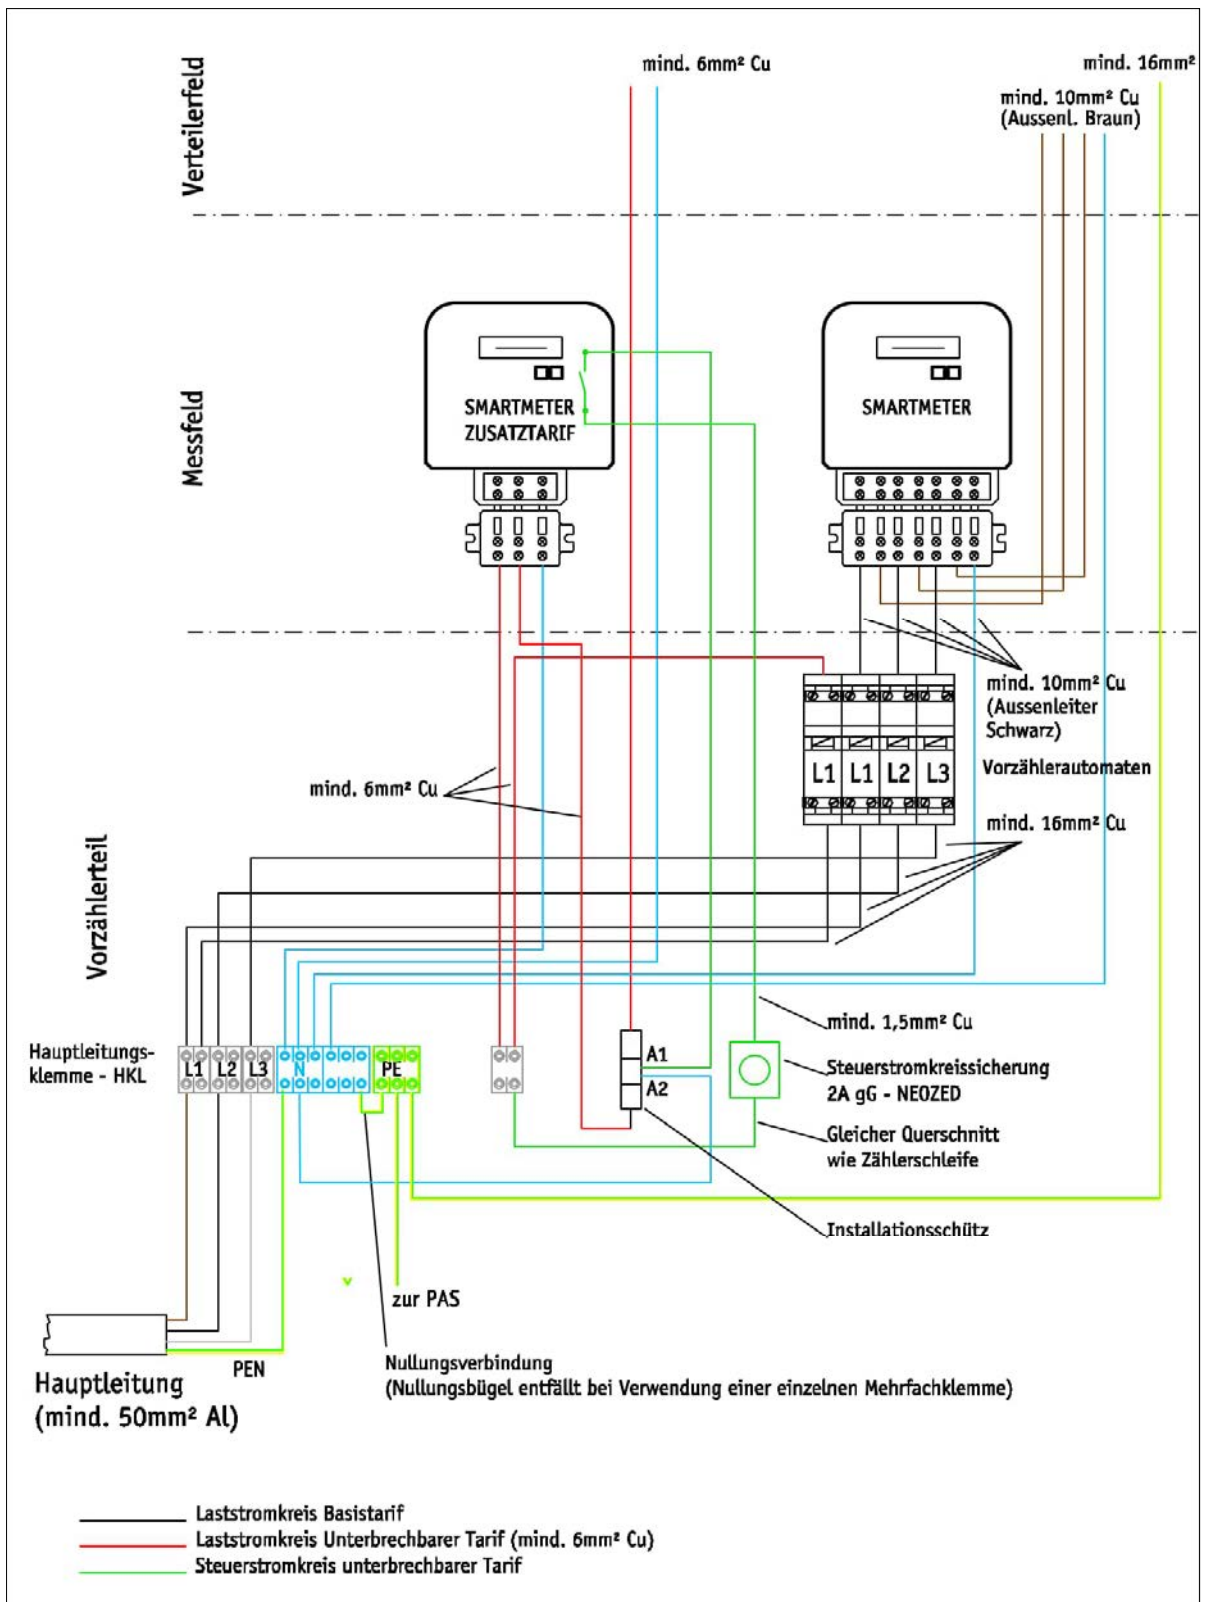 Verteilerfeld
mind. 6mm² Cu
mind. 16mm²
mind. 10mm² Cu
(Aussenl. Braun)
Messfeld
SMARTMETER
ZUSATZTARIF
SMARTMETER
mind. 10mm² Cu
(Aussenleiter
Schwarz)
Vorzählerautomaten
L1 L1 L2 L3
mind. 6mm² Cu
mind. 16mm² Cu
Vorzählerteil
mind. 1,5mm² Cu
Hauptleitungs-
klemme - HKL
L1 L2 L3 N PE
A1
A2
Steuerstromkreissicherung
2A gG - NEOZED
Gleicher Querschnitt
wie Zählerschleife
Installationsschütz
zur PAS
PEN
Nullungsverbindung
(Nullungsbügel entfällt bei Verwendung einer einzelnen Mehrfachklemme)
Hauptleitung
(mind. 50mm² Al)
Laststromkreis Basistarif
Laststromkreis Unterbrechbarer Tarif (mind. 6mm² Cu)
Steuerstromkreis unterbrechbarer Tarif